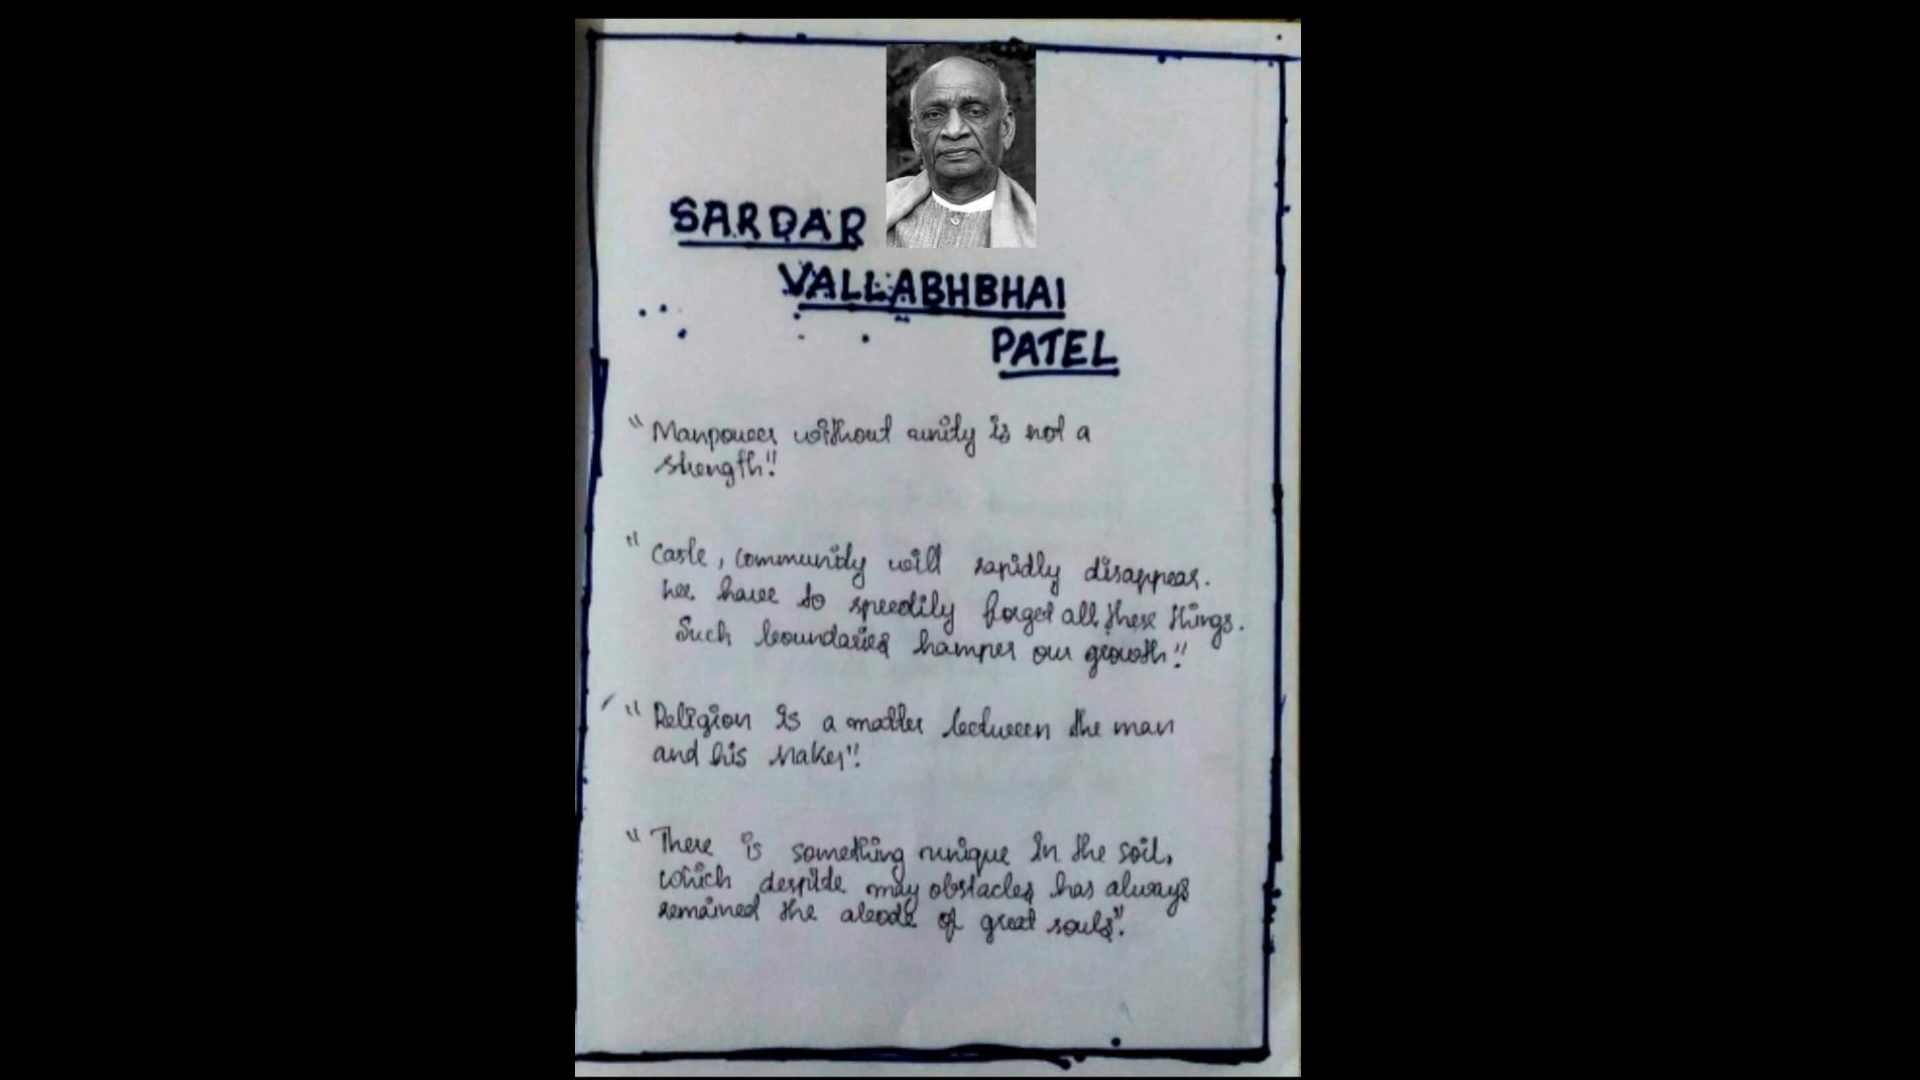 SARDAR
VALLABHBHAI
PATEL
"Manpower without unity is not a
strength".
"Caste, community will rapidly disappear.
we have to speedily forget all these things.
Such boundaries hamper our growth".
"Religion is a matter between the man
and his Maker".
"There is something unique in the soil,
which despite may obstacles has always
remained the abode of great souls".